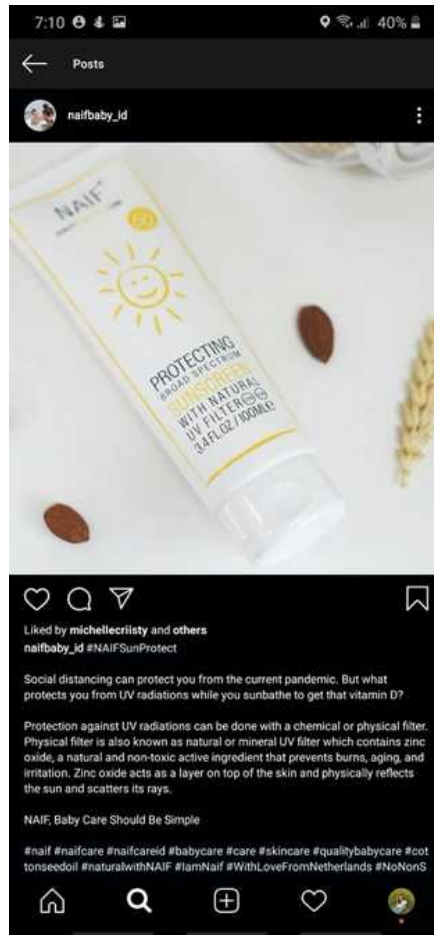 7:10
40%
Posts
naifbaby_id
NAÏF
50
PROTECTING
BROAD SPECTRUM
SUNSCREEN
WITH NATURAL
UV FILTER
3.4 FL.OZ / 100ML℮
Liked by michellecriisty and others
naifbaby_id #NAIFSunProtect
Social distancing can protect you from the current pandemic. But what
protects you from UV radiations while you sunbathe to get that vitamin D?
Protection against UV radiations can be done with a chemical or physical filter.
Physical filter is also known as natural or mineral UV filter which contains zinc
oxide, a natural and non-toxic active ingredient that prevents burns, aging, and
irritation. Zinc oxide acts as a layer on top of the skin and physically reflects
the sun and scatters its rays.
NAIF, Baby Care Should Be Simple
#naif #naifcare #naifcareid #babycare #care #skincare #qualitybabycare #cot
tonseedoil #naturalwithNAIF #IamNaif #WithLoveFromNetherlands #NoNonS